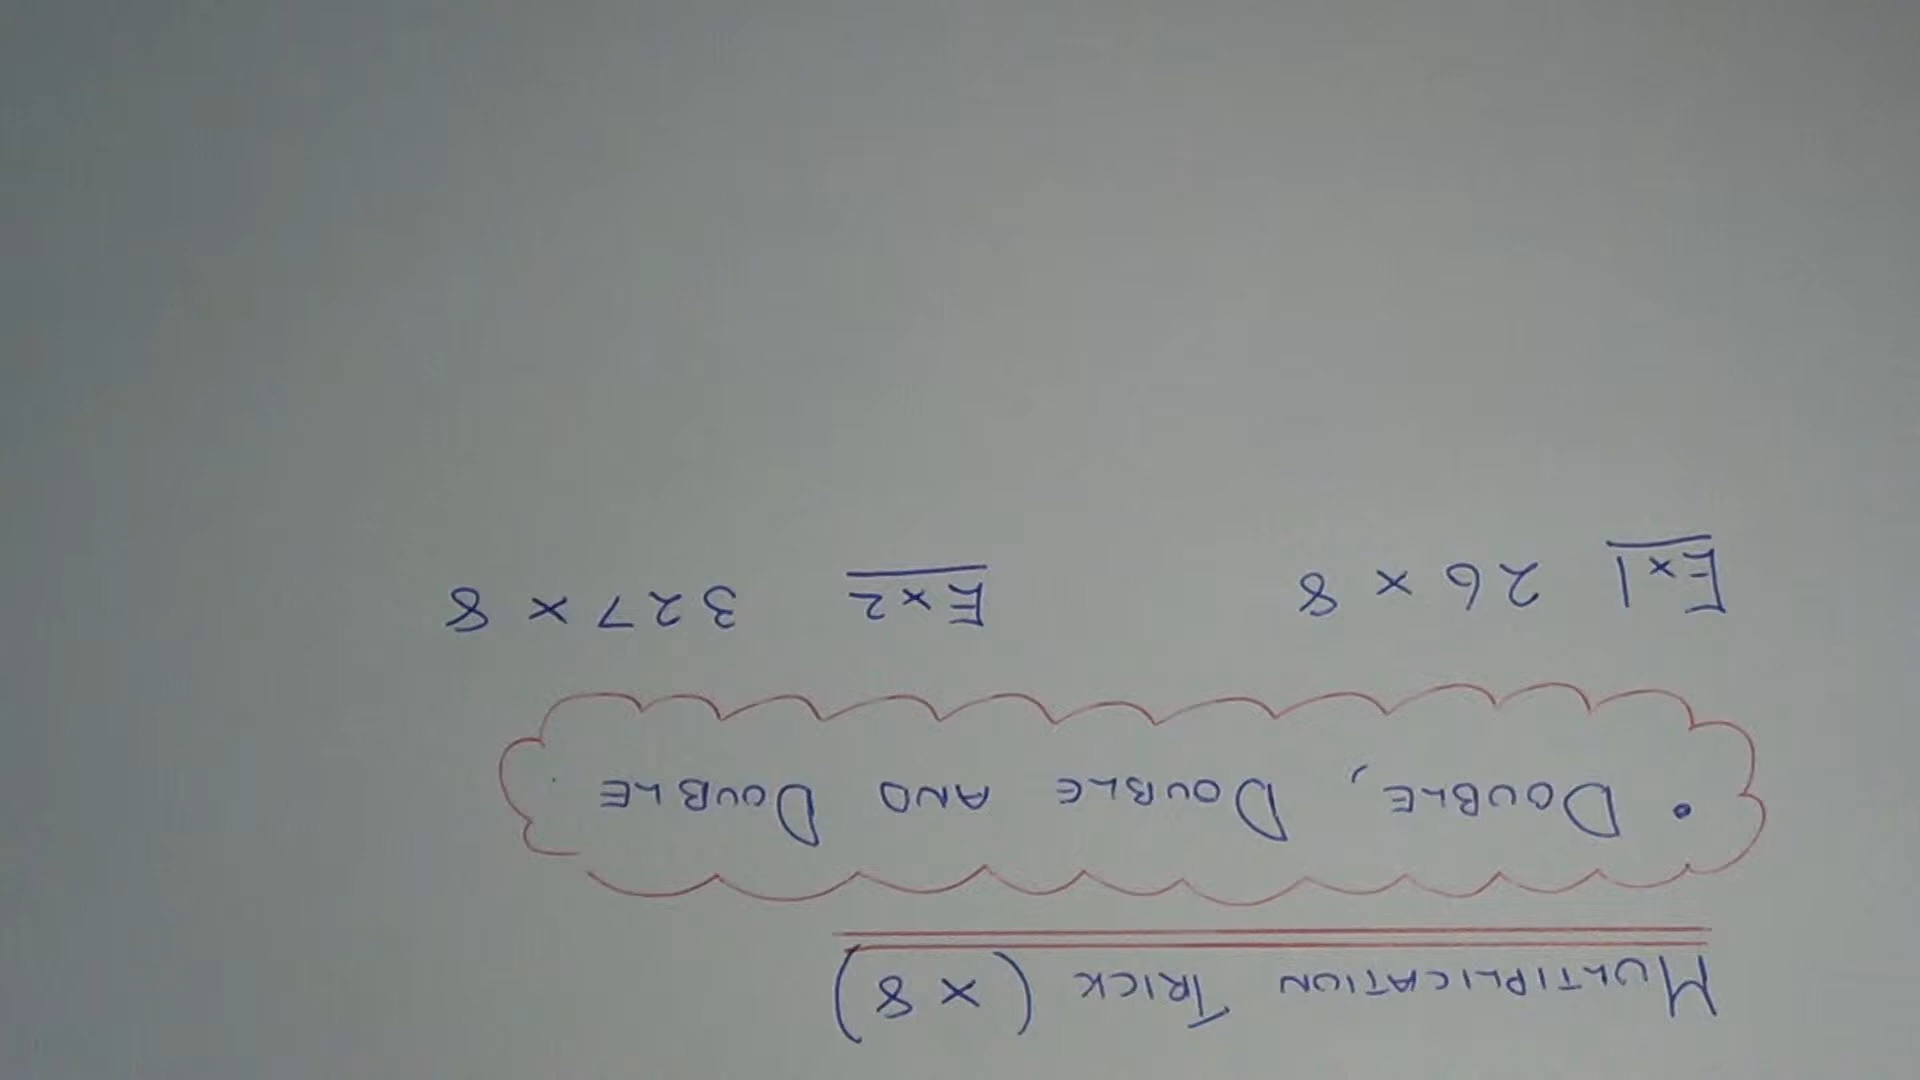 MULTIPLICATION TRICK (×8)
• DOUBLE, DOUBLE AND DOUBLE
Ex1 26 × 8 Ex2 327 × 8